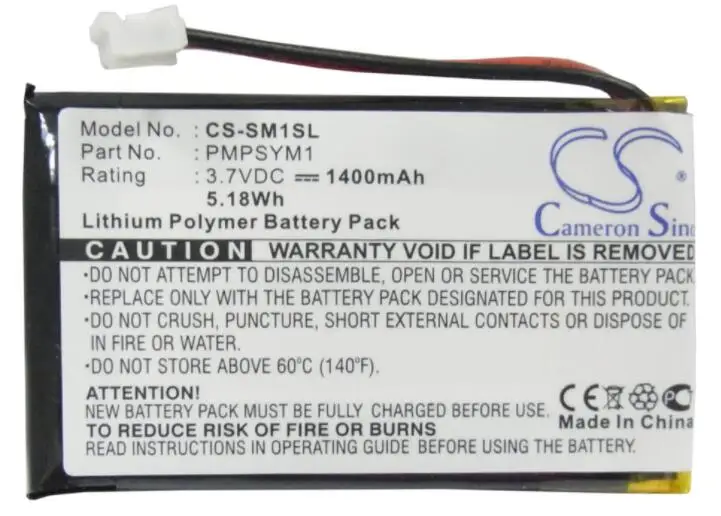 Model No. : CS-SM1SL
Part No. : PMPSYM1
Rating : 3.7VDC ⎓ 1400mAh
5.18Wh
Lithium Polymer Battery Pack
CS
®
Cameron Sino
CAUTION WARRANTY VOID IF LABEL IS REMOVED
·DO NOT ATTEMPT TO DISASSEMBLE, OPEN OR SERVICE THE BATTERY PACK.
·REPLACE ONLY WITH THE BATTERY PACK DESIGNATED FOR THIS PRODUCT.
·DO NOT CRUSH, PUNCTURE, SHORT EXTERNAL CONTACTS OR DISPOSE OF
IN FIRE OR WATER.
·DO NOT STORE ABOVE 60°C (140°F).
ATTENTION!
NEW BATTERY PACK MUST BE FULLY CHARGED BEFORE USE.
TO REDUCE RISK OF FIRE OR BURNS
READ INSTRUCTIONS IN OPERATING GUIDE BEFORE USING THE BATTERY.
CE
Made In China